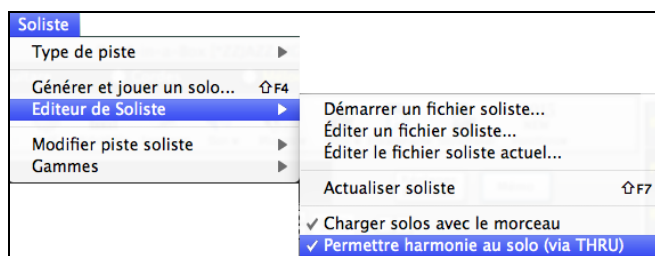 Soliste
Type de piste
Générer et jouer un solo... ⇧F4
Editeur de Soliste
Modifier piste soliste
Gammes
Démarrer un fichier soliste...
Éditer un fichier soliste...
Éditer le fichier soliste actuel...
Actualiser soliste ⇧F7
✓ Charger solos avec le morceau
✓ Permettre harmonie au solo (via THRU)